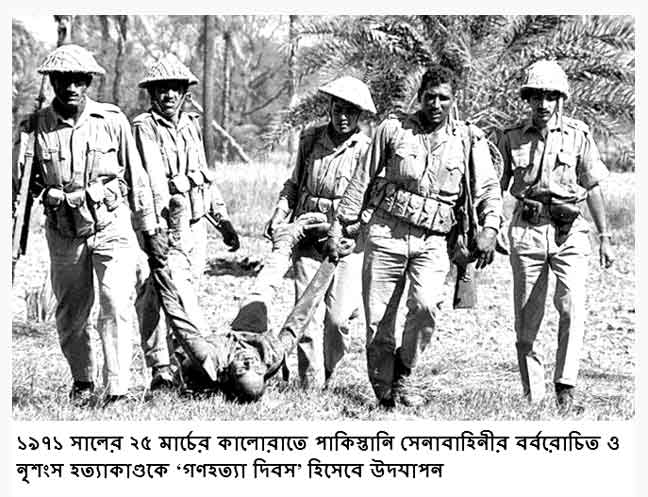 ১৯৭১ সালের ২৫ মার্চের কালোরাতে পাকিস্তানি সেনাবাহিনীর বর্বরোচিত ও
নৃশংস হত্যাকাণ্ডকে ‘গণহত্যা দিবস’ হিসেবে উদযাপন